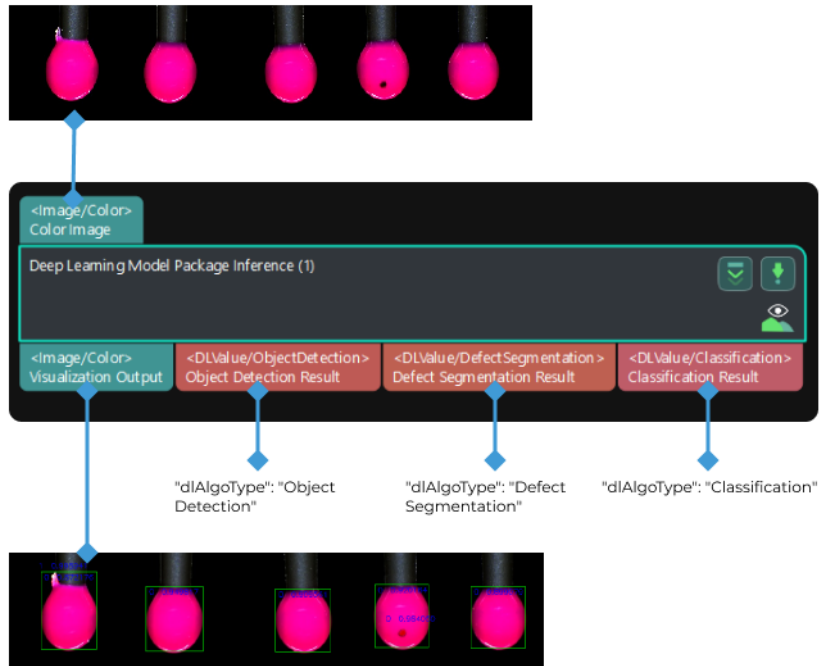 <Image/Color>
Color Image
Deep Learning Model Package Inference (1)
<Image/Color>
Visualization Output
<DLValue/ObjectDetection>
Object Detection Result
<DLValue/DefectSegmentation>
Defect Segmentation Result
<DLValue/Classification>
Classification Result
"dlAlgoType": "Object
Detection"
"dlAlgoType": "Defect
Segmentation"
"dlAlgoType": "Classification"